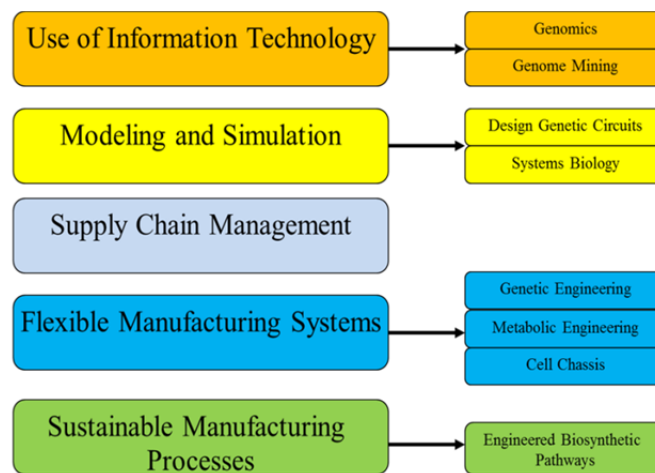 Use of Information Technology
Genomics
Genome Mining
Modeling and Simulation
Design Genetic Circuits
Systems Biology
Supply Chain Management
Flexible Manufacturing Systems
Genetic Engineering
Metabolic Engineering
Cell Chassis
Sustainable Manufacturing
Processes
Engineered Biosynthetic
Pathways